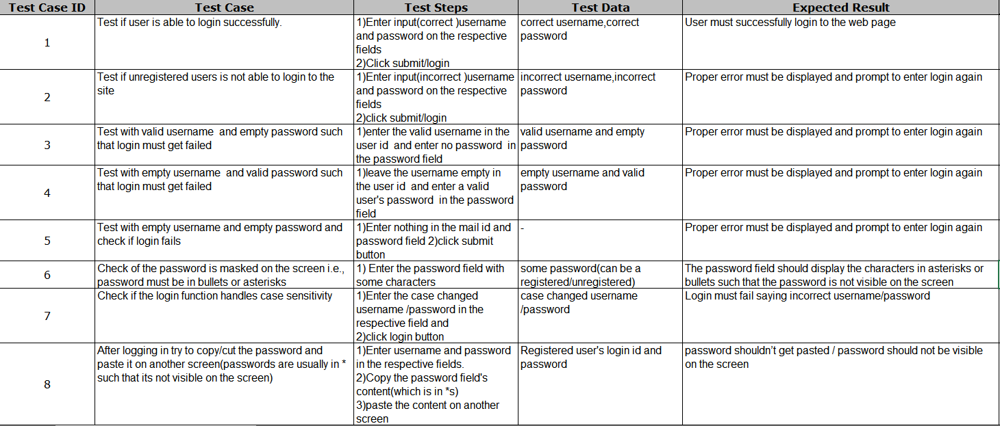 Test Case ID Test Case Test Steps Test Data Expected Result
1
Test if user is able to login successfully.
1)Enter input(correct )username
and password on the respective
fields
2)Click submit/login
correct username,correct
password
User must successfully login to the web page
2
Test if unregistered users is not able to login to the
site
1)Enter input(incorrect )username
and password on the respective
fields
2)click submit/login
incorrect username,incorrect
password
Proper error must be displayed and prompt to enter login again
3
Test with valid username  and empty password such
that login must get failed
1)enter the valid username in the
user id  and enter no password  in
the password field
valid username and empty
password
Proper error must be displayed and prompt to enter login again
4
Test with empty username  and valid password such
that login must get failed
1)leave the username empty in
the user id  and enter a valid
user's password  in the password
field
empty username and valid
password
Proper error must be displayed and prompt to enter login again
5
Test with empty username and empty password and
check if login fails
1)Enter nothing in the mail id and
password field 2)click submit
button
-
Proper error must be displayed and prompt to enter login again
6
Check of the password is masked on the screen i.e.,
password must be in bullets or asterisks
1) Enter the password field with
some characters
some password(can be a
registered/unregistered)
The password field should display the characters in asterisks or
bullets such that the password is not visible on the screen
7
Check if the login function handles case sensitivity
1)Enter the case changed
username /password in the
respective field and
2)click login button
case changed username
/password
Login must fail saying incorrect username/password
8
After logging in try to copy/cut the password and
paste it on another screen(passwords are usually in *
such that its not visible on the screen)
1)Enter username and password
in the respective fields.
2)Copy the password field's
content(which is in *s)
3)paste the content on another
screen
Registered user's login id and
password
password shouldn’t get pasted / password should not be visible
on the screen